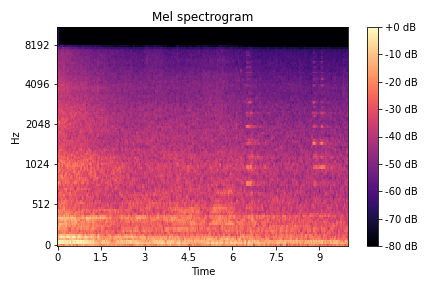 Mel spectrogram
+0 dB
8192
-10 dB
4096
-20 dB
-30 dB
2048
Hz
-40 dB
1024
-50 dB
-60 dB
512
-70 dB
0
-80 dB
0 1.5 3 4.5 6 7.5 9
Time